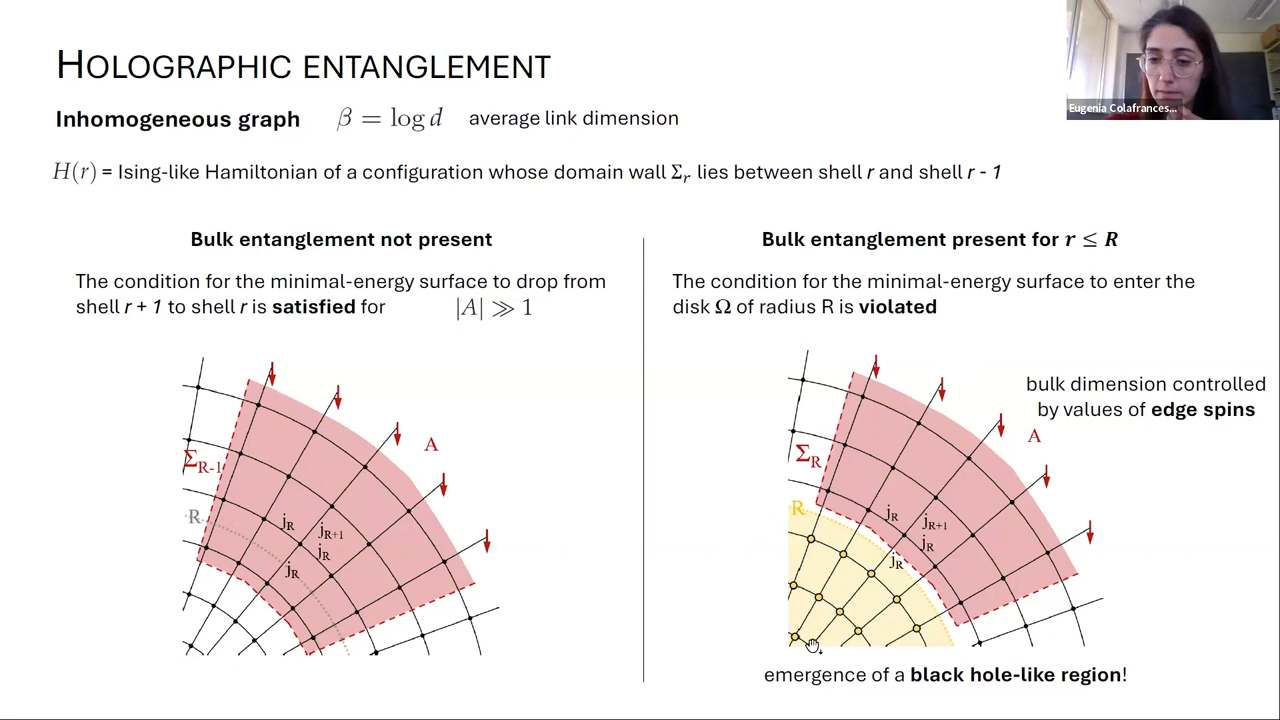 HOLOGRAPHIC ENTANGLEMENT
Eugenia Colafrances...
Inhomogeneous graph β = log d average link dimension
H(r) = Ising-like Hamiltonian of a configuration whose domain wall Σr lies between shell r and shell r - 1
Bulk entanglement not present
The condition for the minimal-energy surface to drop from
shell r + 1 to shell r is satisfied for |A| ≫ 1
A
ΣR-1
R
jR
jR+1
jR
jR
Bulk entanglement present for r ≤ R
The condition for the minimal-energy surface to enter the
disk Ω of radius R is violated
bulk dimension controlled
by values of edge spins
A
ΣR
R
jR
jR+1
jR
jR
emergence of a black hole-like region!